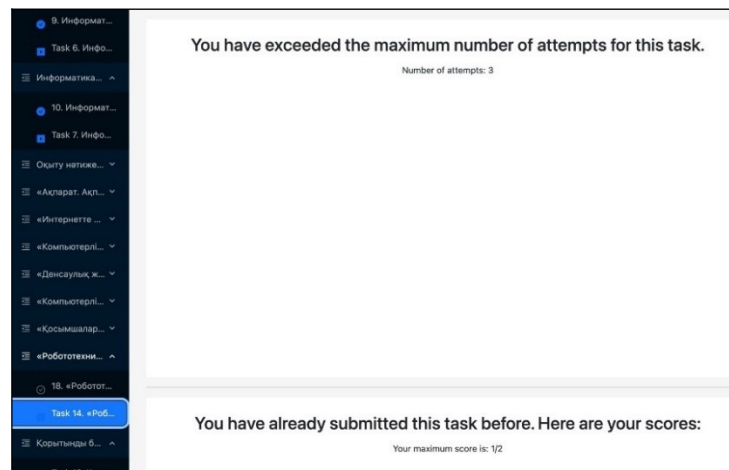 9. Информат...
Task 6. Инфо...
Информатика...
10. Информат...
Task 7. Инфо...
Оқыту нәтиже...
«Ақпарат. Ақп...
«Интернетте ...
«Компьютерлі...
«Денсаулық ж...
«Компьютерлі...
«Қосымшалар...
«Робототехни...
18. «Роботот...
Task 14. «Роб...
Қорытынды б...
You have exceeded the maximum number of attempts for this task.
Number of attempts: 3
You have already submitted this task before. Here are your scores:
Your maximum score is: 1/2